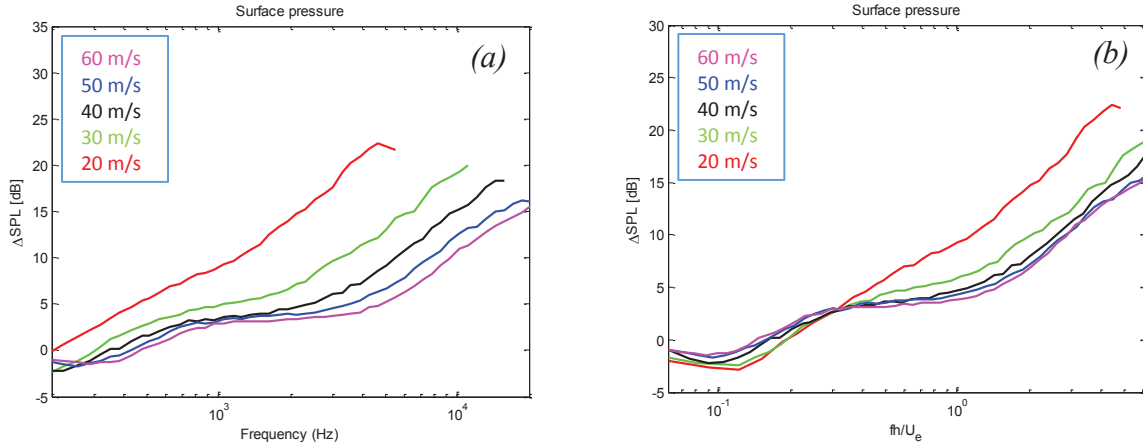 Surface pressure
35
30
25
20
15
10
5
0
-5
ΔSPL [dB]
60 m/s
50 m/s
40 m/s
30 m/s
20 m/s
(a)
10³
10⁴
Frequency (Hz)
Surface pressure
30
25
20
15
10
5
0
-5
ΔSPL [dB]
60 m/s
50 m/s
40 m/s
30 m/s
20 m/s
(b)
10⁻¹
10⁰
fh/Uₑ